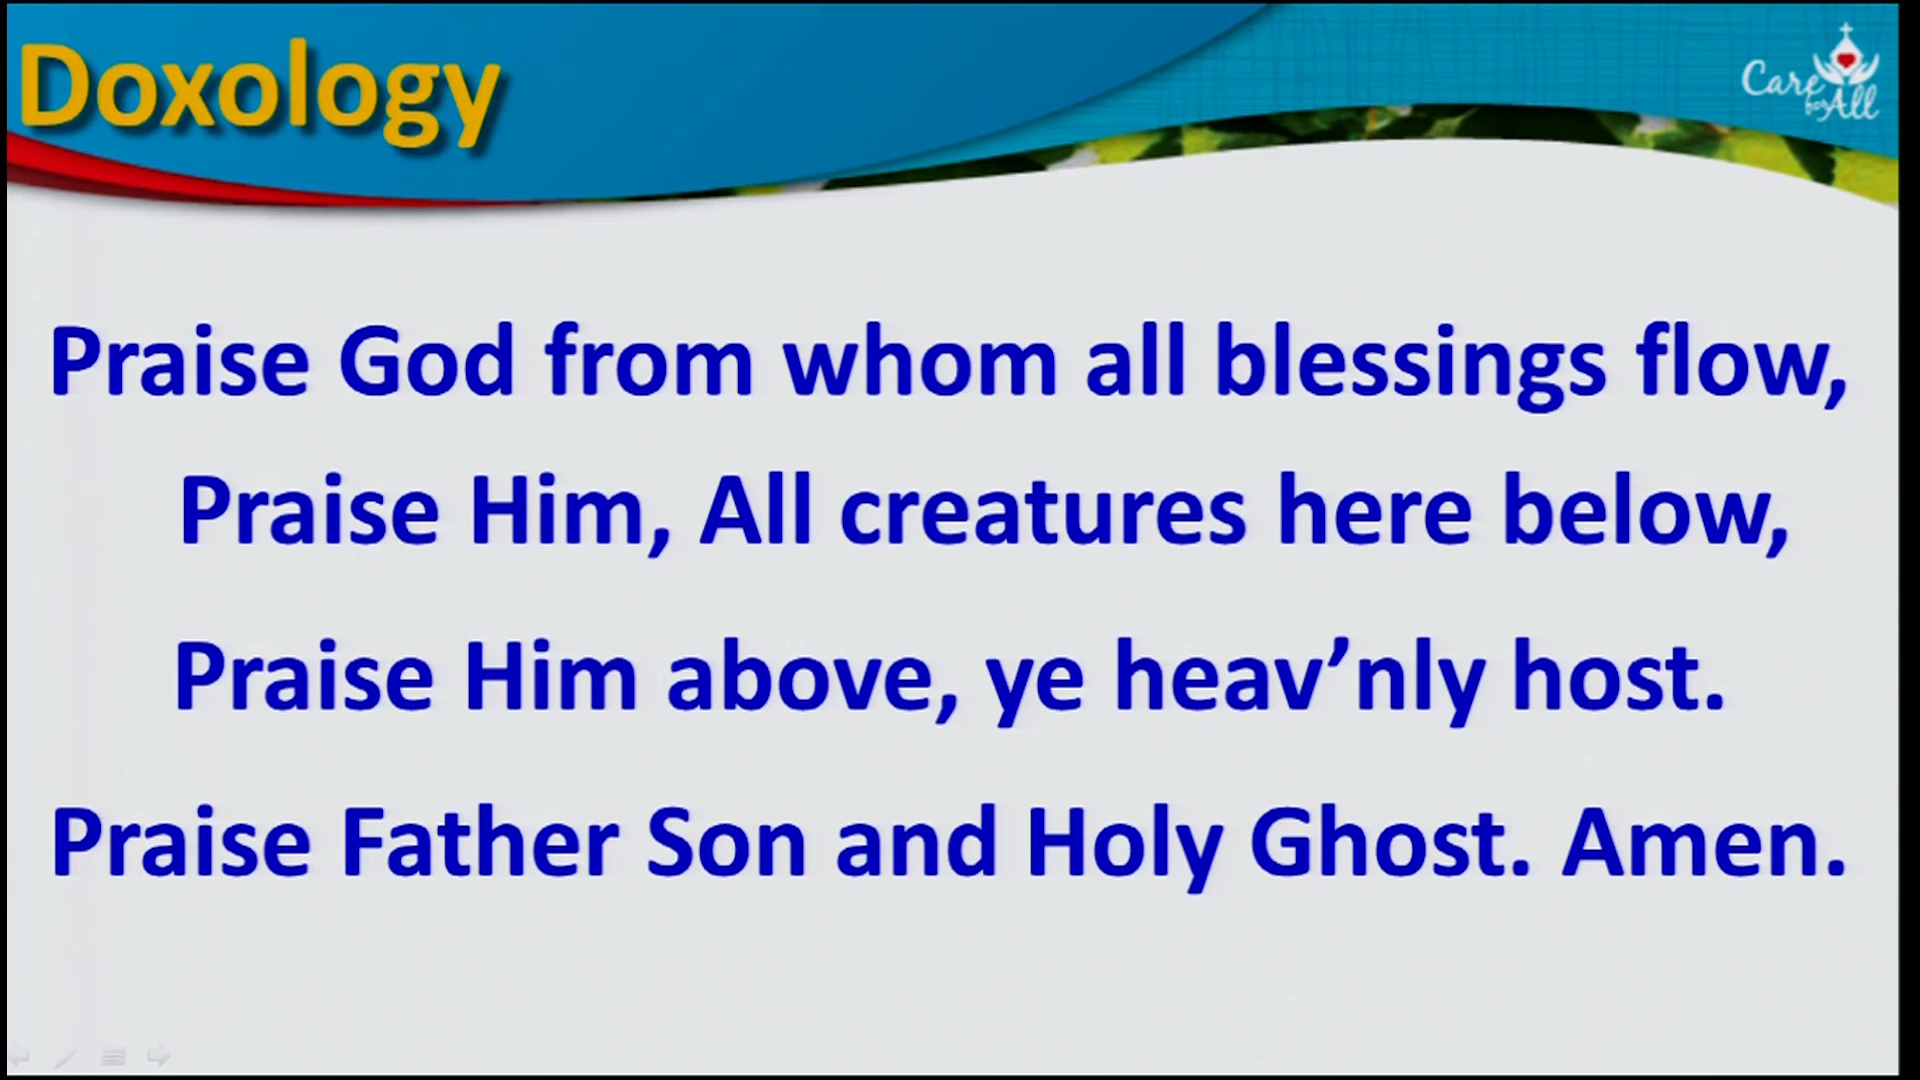 Doxology
Care
for All
Praise God from whom all blessings flow,
Praise Him, All creatures here below,
Praise Him above, ye heav’nly host.
Praise Father Son and Holy Ghost. Amen.